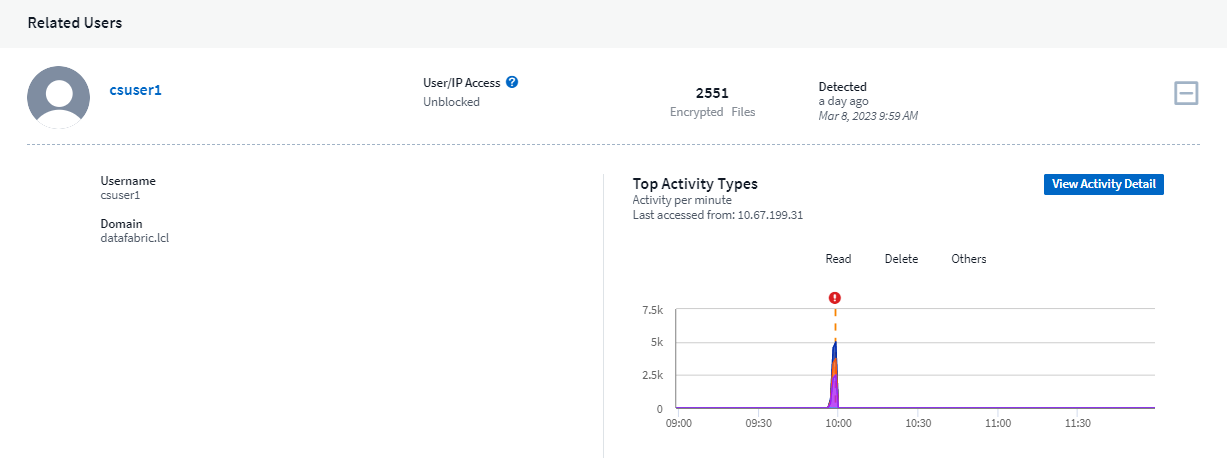 Related Users
csuser1
User/IP Access ?
Unblocked
2551
Encrypted Files
Detected
a day ago
Mar 8, 2023 9:59 AM
Username
csuser1
Domain
datafabric.lcl
Top Activity Types
View Activity Detail
Activity per minute
Last accessed from: 10.67.199.31
Read Delete Others
7.5k
5k
2.5k
0
09:00 09:30 10:00 10:30 11:00 11:30